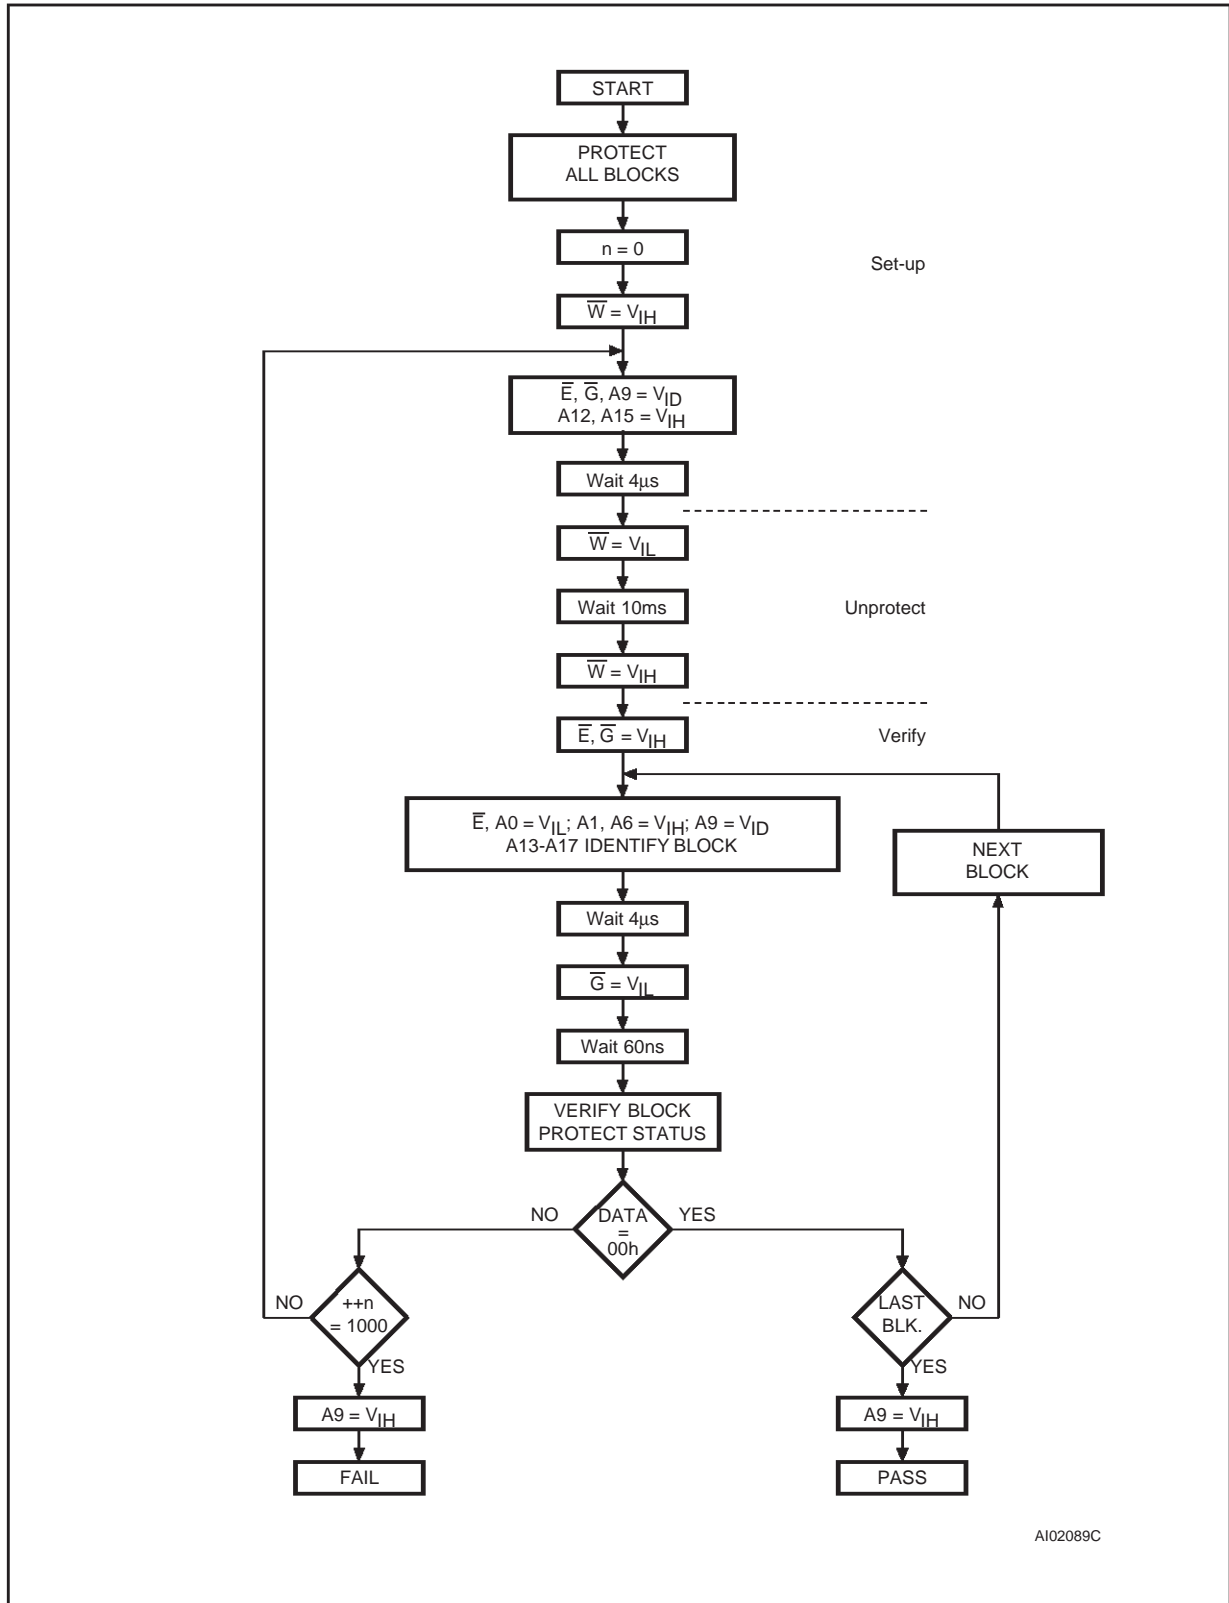 START
PROTECT
ALL BLOCKS
n = 0
Set-up
W̅ = VIH
E̅, G̅, A9 = VID
A12, A15 = VIH
Wait 4µs
W̅ = VIL
Wait 10ms
Unprotect
W̅ = VIH
E̅, G̅ = VIH
Verify
E̅, A0 = VIL; A1, A6 = VIH; A9 = VID
A13-A17 IDENTIFY BLOCK
NEXT
BLOCK
Wait 4µs
G̅ = VIL
Wait 60ns
VERIFY BLOCK
PROTECT STATUS
NO
DATA
=
00h
YES
NO
++n
= 1000
YES
LAST
BLK.
NO
YES
A9 = VIH
A9 = VIH
FAIL
PASS
AI02089C